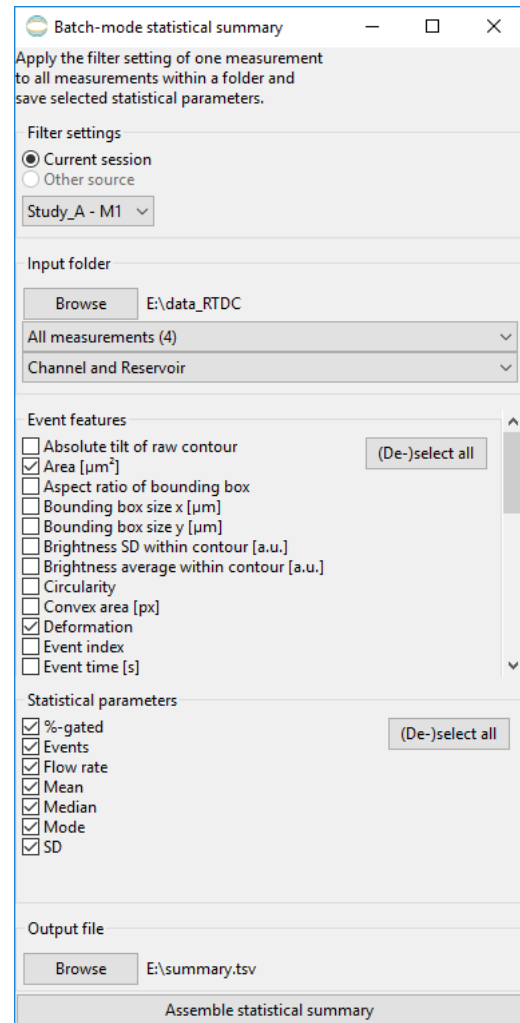 Batch-mode statistical summary
Apply the filter setting of one measurement
to all measurements within a folder and
save selected statistical parameters.
Filter settings
Current session
Other source
Study_A - M1
Input folder
Browse E:\data_RTDC
All measurements (4)
Channel and Reservoir
Event features
(De-)select all
Absolute tilt of raw contour
Area [µm²]
Aspect ratio of bounding box
Bounding box size x [µm]
Bounding box size y [µm]
Brightness SD within contour [a.u.]
Brightness average within contour [a.u.]
Circularity
Convex area [px]
Deformation
Event index
Event time [s]
Statistical parameters
(De-)select all
%-gated
Events
Flow rate
Mean
Median
Mode
SD
Output file
Browse E:\summary.tsv
Assemble statistical summary